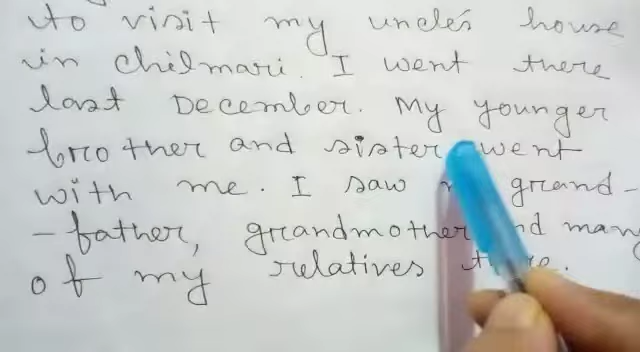 to visit my uncle's house
in chilmari. I went there
last December. My younger
brother and sister went
with me. I saw grand-
-father, grandmother many
of my relatives